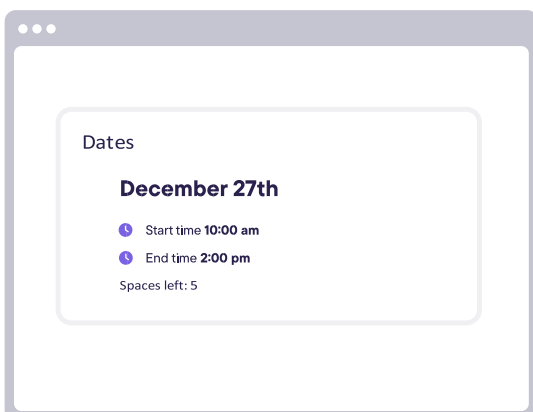 Dates
December 27th
Start time 10:00 am
End time 2:00 pm
Spaces left: 5